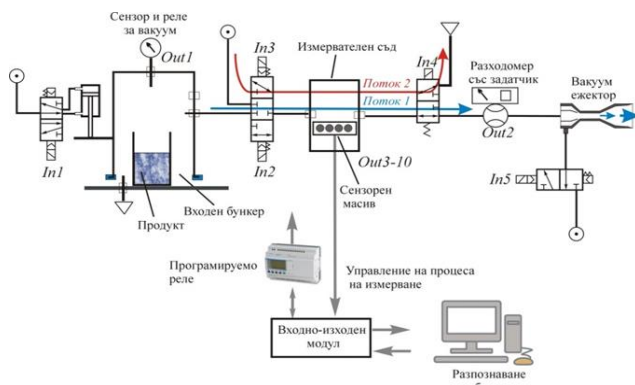 Сензор и реле
за вакуум
Out1
In3
Измервателен съд
In4
Поток 2
Поток 1
Разходомер
със задатчик
Out2
Вакуум
ежектор
In1
In2
Out3-10
Сензорен
масив
In5
Входен бункер
Продукт
Програмируемо
реле
Управление на процеса
на измерване
Входно-изходен
модул
Разпознаване